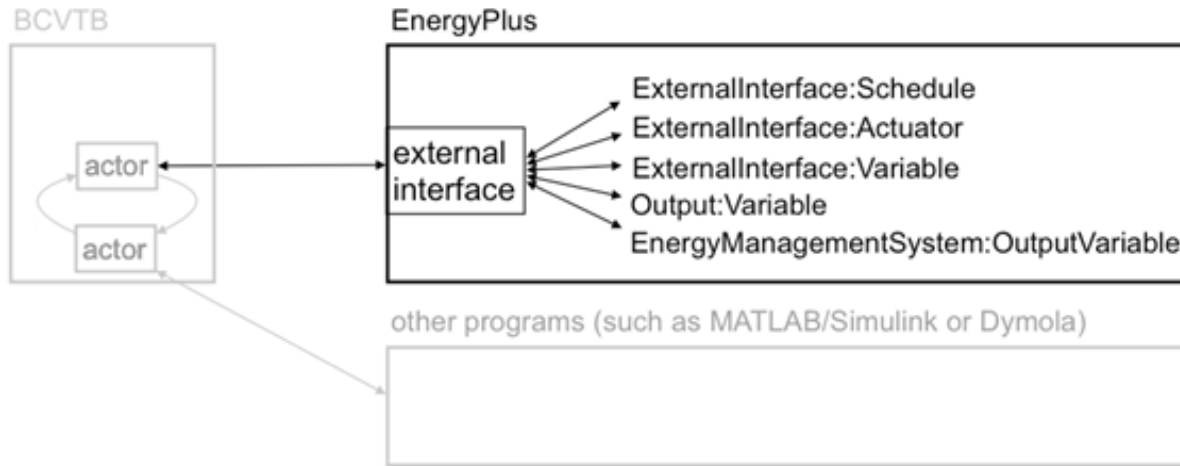 BCVTB
EnergyPlus
actor
actor
external
interface
ExternalInterface:Schedule
ExternalInterface:Actuator
ExternalInterface:Variable
Output:Variable
EnergyManagementSystem:OutputVariable
other programs (such as MATLAB/Simulink or Dymola)